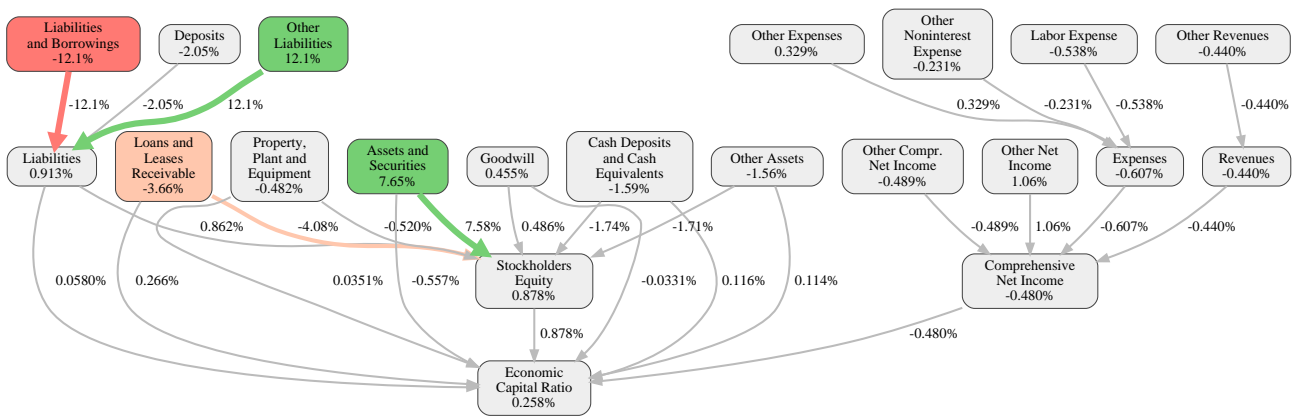 Liabilities
and Borrowings
-12.1%
Deposits
-2.05%
Other
Liabilities
12.1%
Other Expenses
0.329%
Other
Noninterest
Expense
-0.231%
Labor Expense
-0.538%
Other Revenues
-0.440%
-12.1%
-2.05%
12.1%
0.329%
-0.231%
-0.538%
-0.440%
Liabilities
0.913%
Loans and
Leases
Receivable
-3.66%
Property,
Plant and
Equipment
-0.482%
Assets and
Securities
7.65%
Goodwill
0.455%
Cash Deposits
and Cash
Equivalents
-1.59%
Other Assets
-1.56%
Other Compr.
Net Income
-0.489%
Other Net
Income
1.06%
Expenses
-0.607%
Revenues
-0.440%
0.862%
-4.08%
-0.520%
7.58%
0.486%
-1.74%
-1.71%
-0.489%
1.06%
-0.607%
-0.440%
0.0580%
0.266%
0.0351%
-0.557%
Stockholders
Equity
0.878%
-0.0331%
0.116%
0.114%
Comprehensive
Net Income
-0.480%
0.878%
-0.480%
Economic
Capital Ratio
0.258%